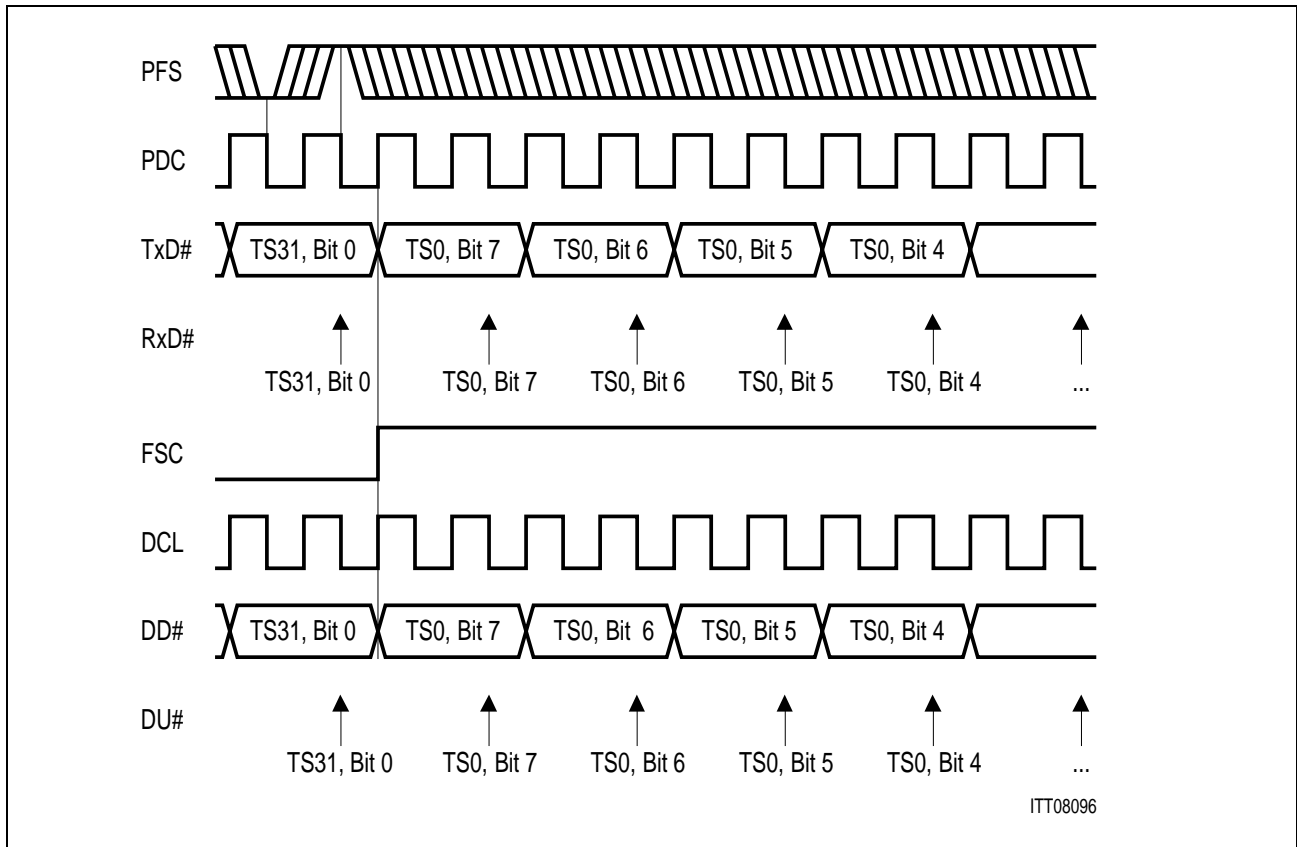 PFS
PDC
TxD#
TS31, Bit 0 TS0, Bit 7 TS0, Bit 6 TS0, Bit 5 TS0, Bit 4
RxD#
TS31, Bit 0 TS0, Bit 7 TS0, Bit 6 TS0, Bit 5 TS0, Bit 4 ...
FSC
DCL
DD#
TS31, Bit 0 TS0, Bit 7 TS0, Bit 6 TS0, Bit 5 TS0, Bit 4
DU#
TS31, Bit 0 TS0, Bit 7 TS0, Bit 6 TS0, Bit 5 TS0, Bit 4 ...
ITT08096